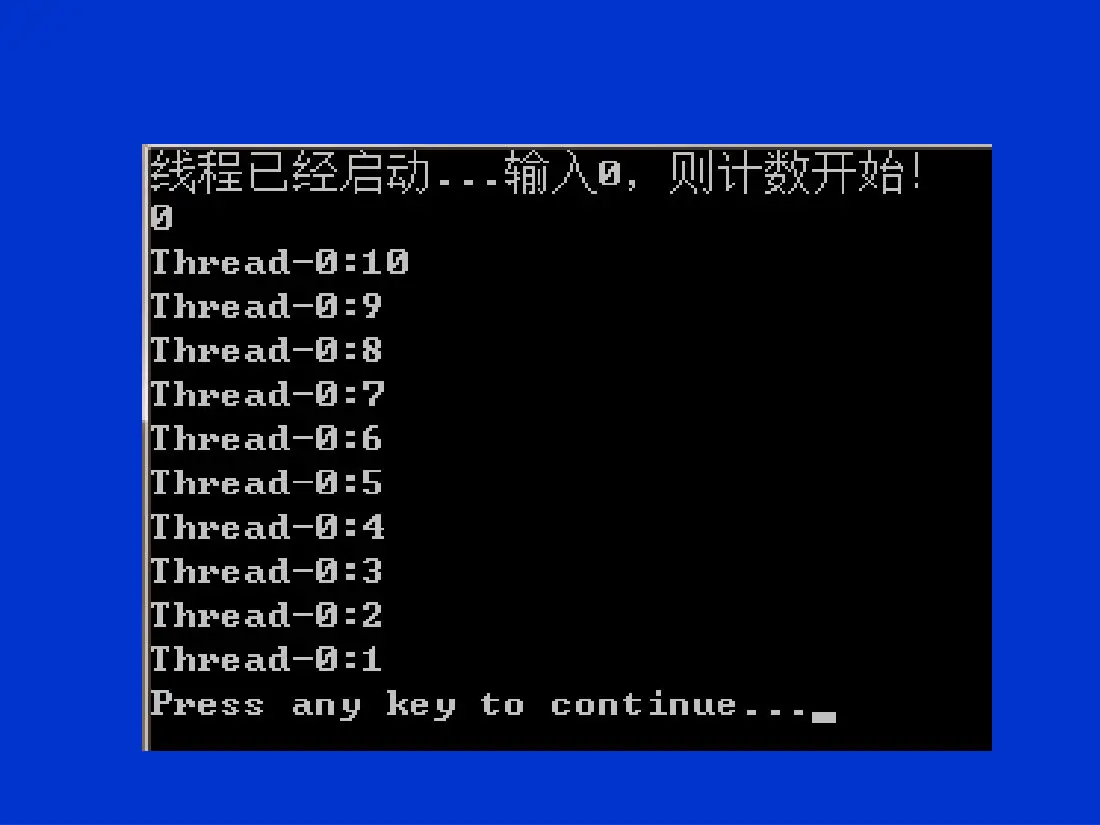 线程已经启动...输入0，则计数开始！
0
Thread-0:10
Thread-0:9
Thread-0:8
Thread-0:7
Thread-0:6
Thread-0:5
Thread-0:4
Thread-0:3
Thread-0:2
Thread-0:1
Press any key to continue..._